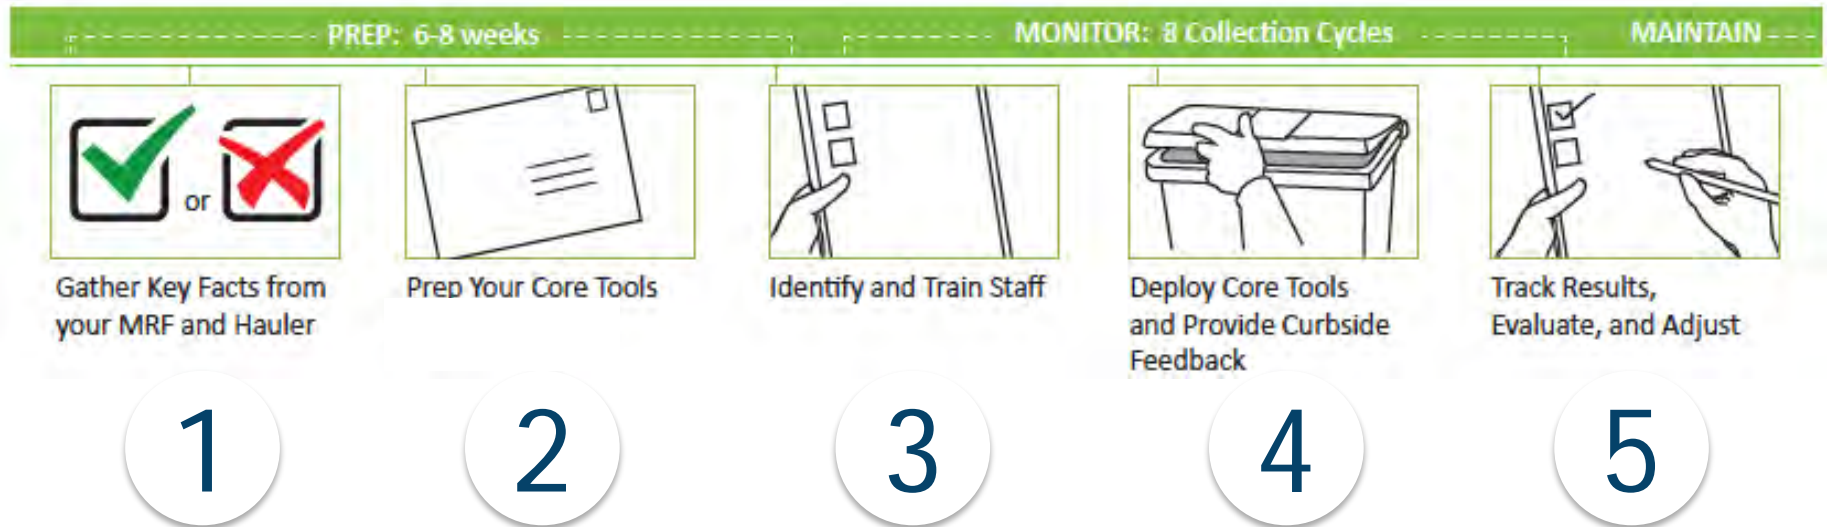 PREP: 6-8 weeks
MONITOR: 8 Collection Cycles
MAINTAIN
or
Gather Key Facts from
your MRF and Hauler
Prep Your Core Tools
Identify and Train Staff
Deploy Core Tools
and Provide Curbside
Feedback
Track Results,
Evaluate, and Adjust
1
2
3
4
5